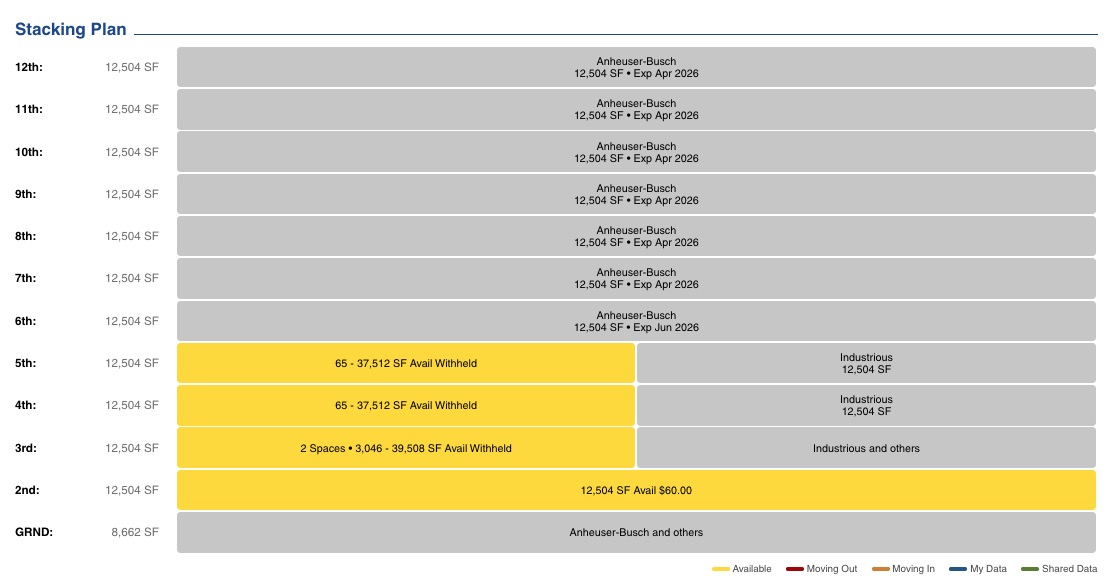 Stacking Plan
12th: 12,504 SF
Anheuser-Busch
12,504 SF • Exp Apr 2026
11th: 12,504 SF
Anheuser-Busch
12,504 SF • Exp Apr 2026
10th: 12,504 SF
Anheuser-Busch
12,504 SF • Exp Apr 2026
9th: 12,504 SF
Anheuser-Busch
12,504 SF • Exp Apr 2026
8th: 12,504 SF
Anheuser-Busch
12,504 SF • Exp Apr 2026
7th: 12,504 SF
Anheuser-Busch
12,504 SF • Exp Apr 2026
6th: 12,504 SF
Anheuser-Busch
12,504 SF • Exp Jun 2026
5th: 12,504 SF
65 - 37,512 SF Avail Withheld
Industrious
12,504 SF
4th: 12,504 SF
65 - 37,512 SF Avail Withheld
Industrious
12,504 SF
3rd: 12,504 SF
2 Spaces • 3,046 - 39,508 SF Avail Withheld
Industrious and others
2nd: 12,504 SF
12,504 SF Avail $60.00
GRND: 8,662 SF
Anheuser-Busch and others
Available Moving Out Moving In My Data Shared Data